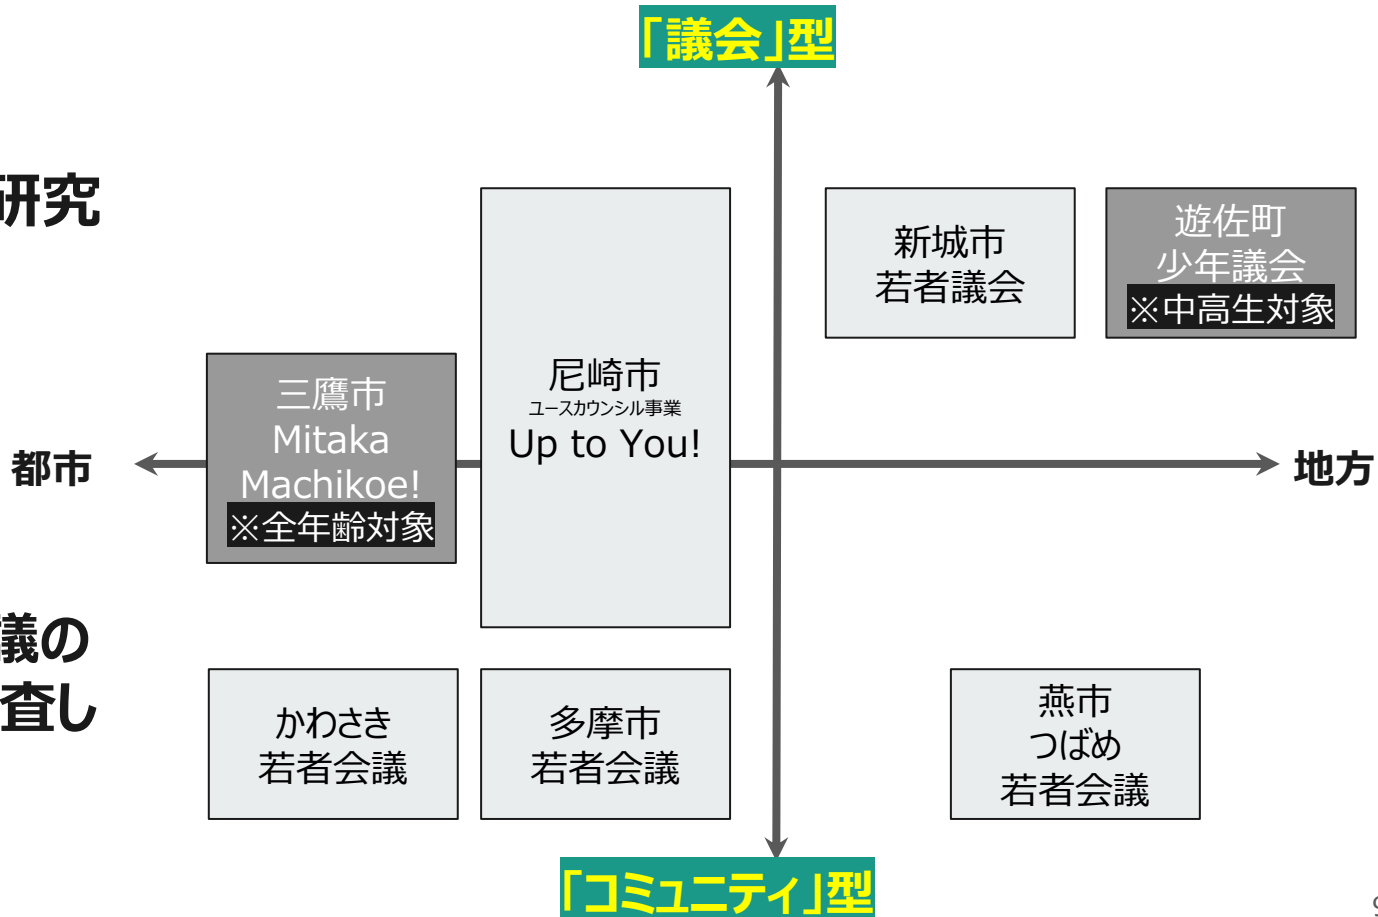 「議会」型
研究
新城市
若者議会
遊佐町
少年議会
※中高生対象
三鷹市
Mitaka
Machikoe!
※全年齢対象
尼崎市
ユースカウンシル事業
Up to You!
都市
地方
議の
査し
かわさき
若者会議
多摩市
若者会議
燕市
つばめ
若者会議
「コミュニティ」型